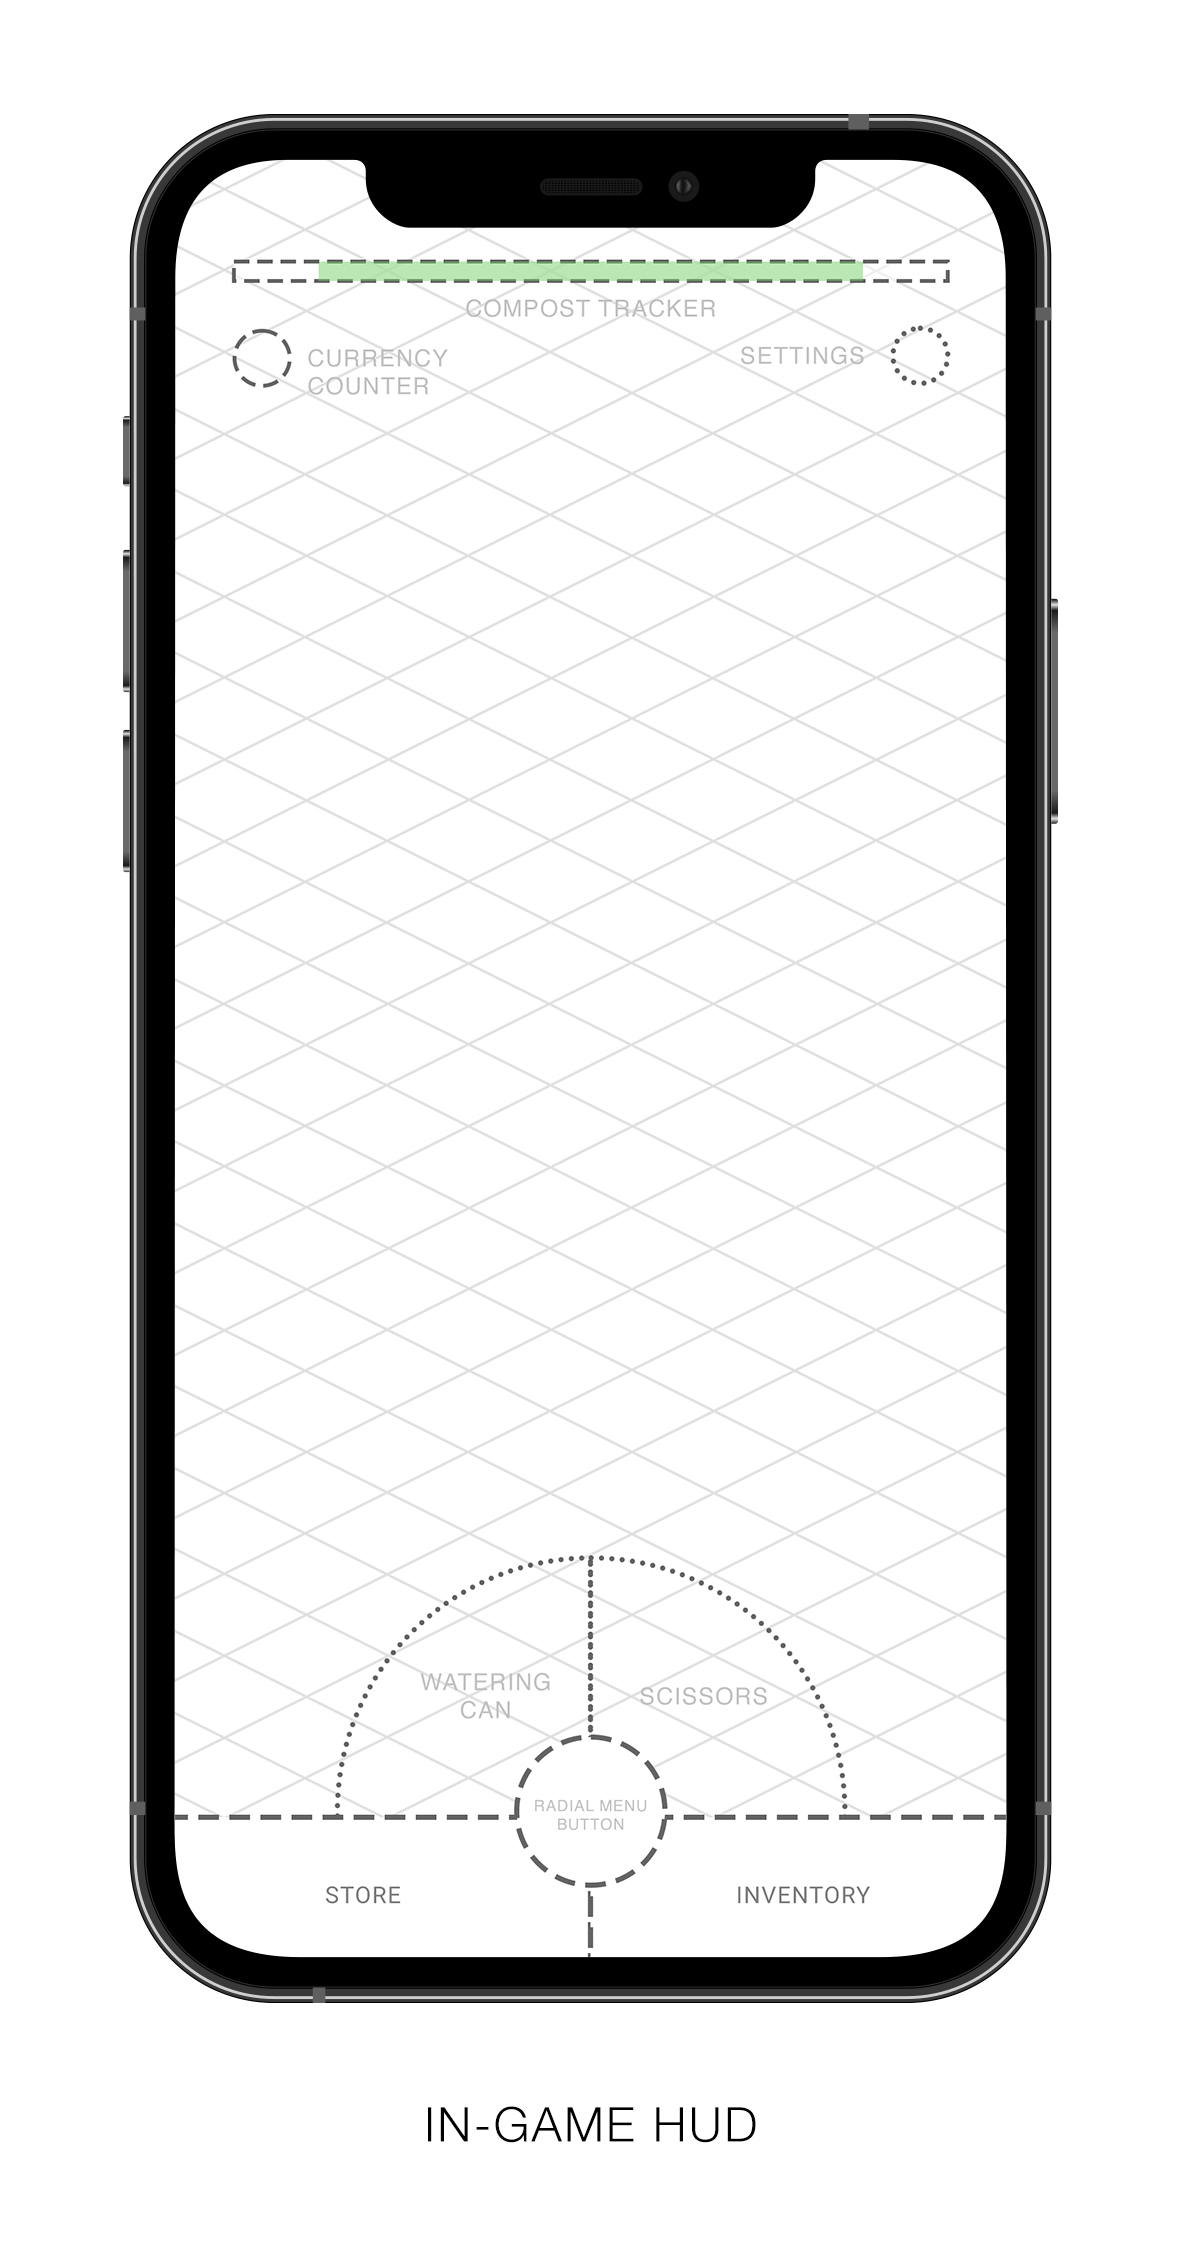 COMPOST TRACKER
CURRENCY
COUNTER
SETTINGS
WATERING
CAN
SCISSORS
RADIAL MENU
BUTTON
STORE
INVENTORY
IN-GAME HUD